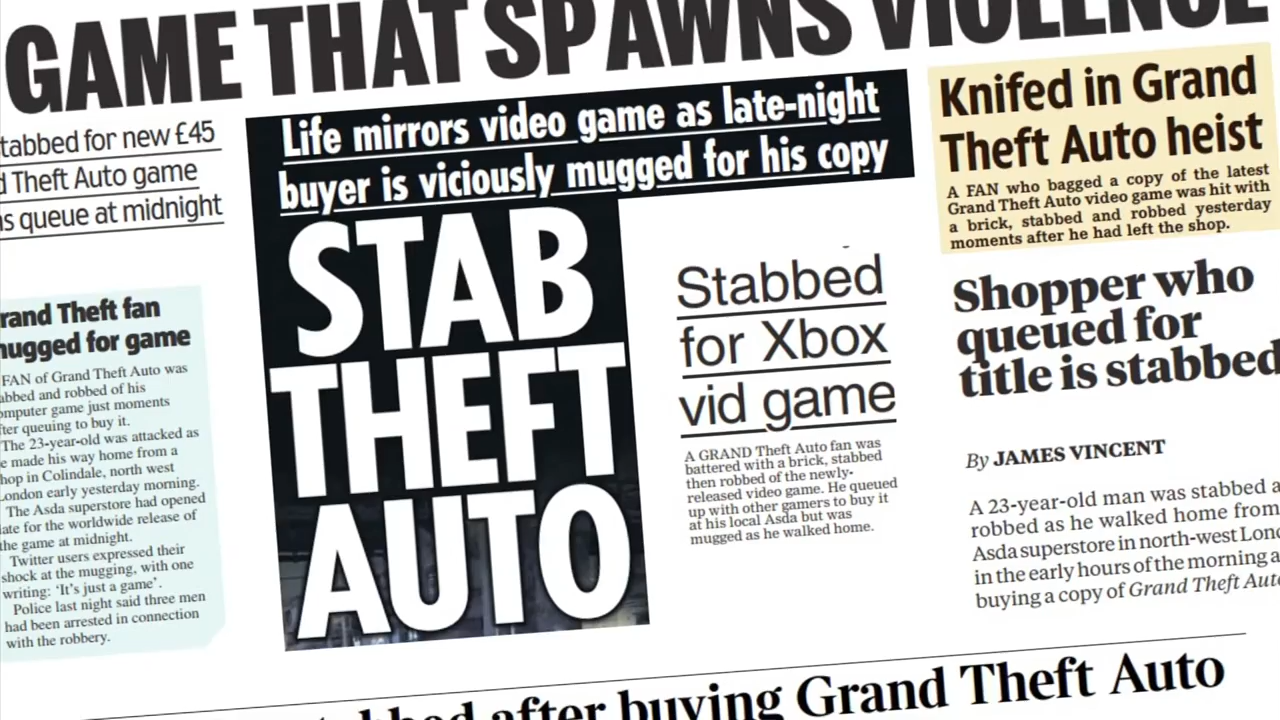 GAME THAT SPAWNS VIOLENCE
tabbed for new £45
Theft Auto game
queue at midnight
Life mirrors video game as late-night
buyer is viciously mugged for his copy
STAB
THEFT
AUTO
Knifed in Grand
Theft Auto heist
A FAN who bagged a copy of the latest
Grand Theft Auto video game was hit with
a brick, stabbed and robbed yesterday
moments after he had left the shop.
rand Theft fan
ugged for game
FAN of Grand Theft Auto was
abbed and robbed of his
omputer game just moments
ter queuing to buy it.
The 23-year-old was attacked as
e made his way home from a
hop in Colindale, north west
London early yesterday morning.
The Asda superstore had opened
ate for the worldwide release of
the game at midnight.
Twitter users expressed their
shock at the mugging, with one
writing: ‘It’s just a game’.
Police last night said three men
had been arrested in connection
with the robbery.
Stabbed
for Xbox
vid game
A GRAND Theft Auto fan was
battered with a brick, stabbed
then robbed of the newly-
released video game. He queued
up with other gamers to buy it
at his local Asda but was
mugged as he walked home.
Shopper who
queued for
title is stabbed
By JAMES VINCENT
A 23-year-old man was stabbed a
robbed as he walked home from
Asda superstore in north-west Lond
in the early hours of the morning a
buying a copy of Grand Theft Auto
tabbed after buying Grand Theft Auto